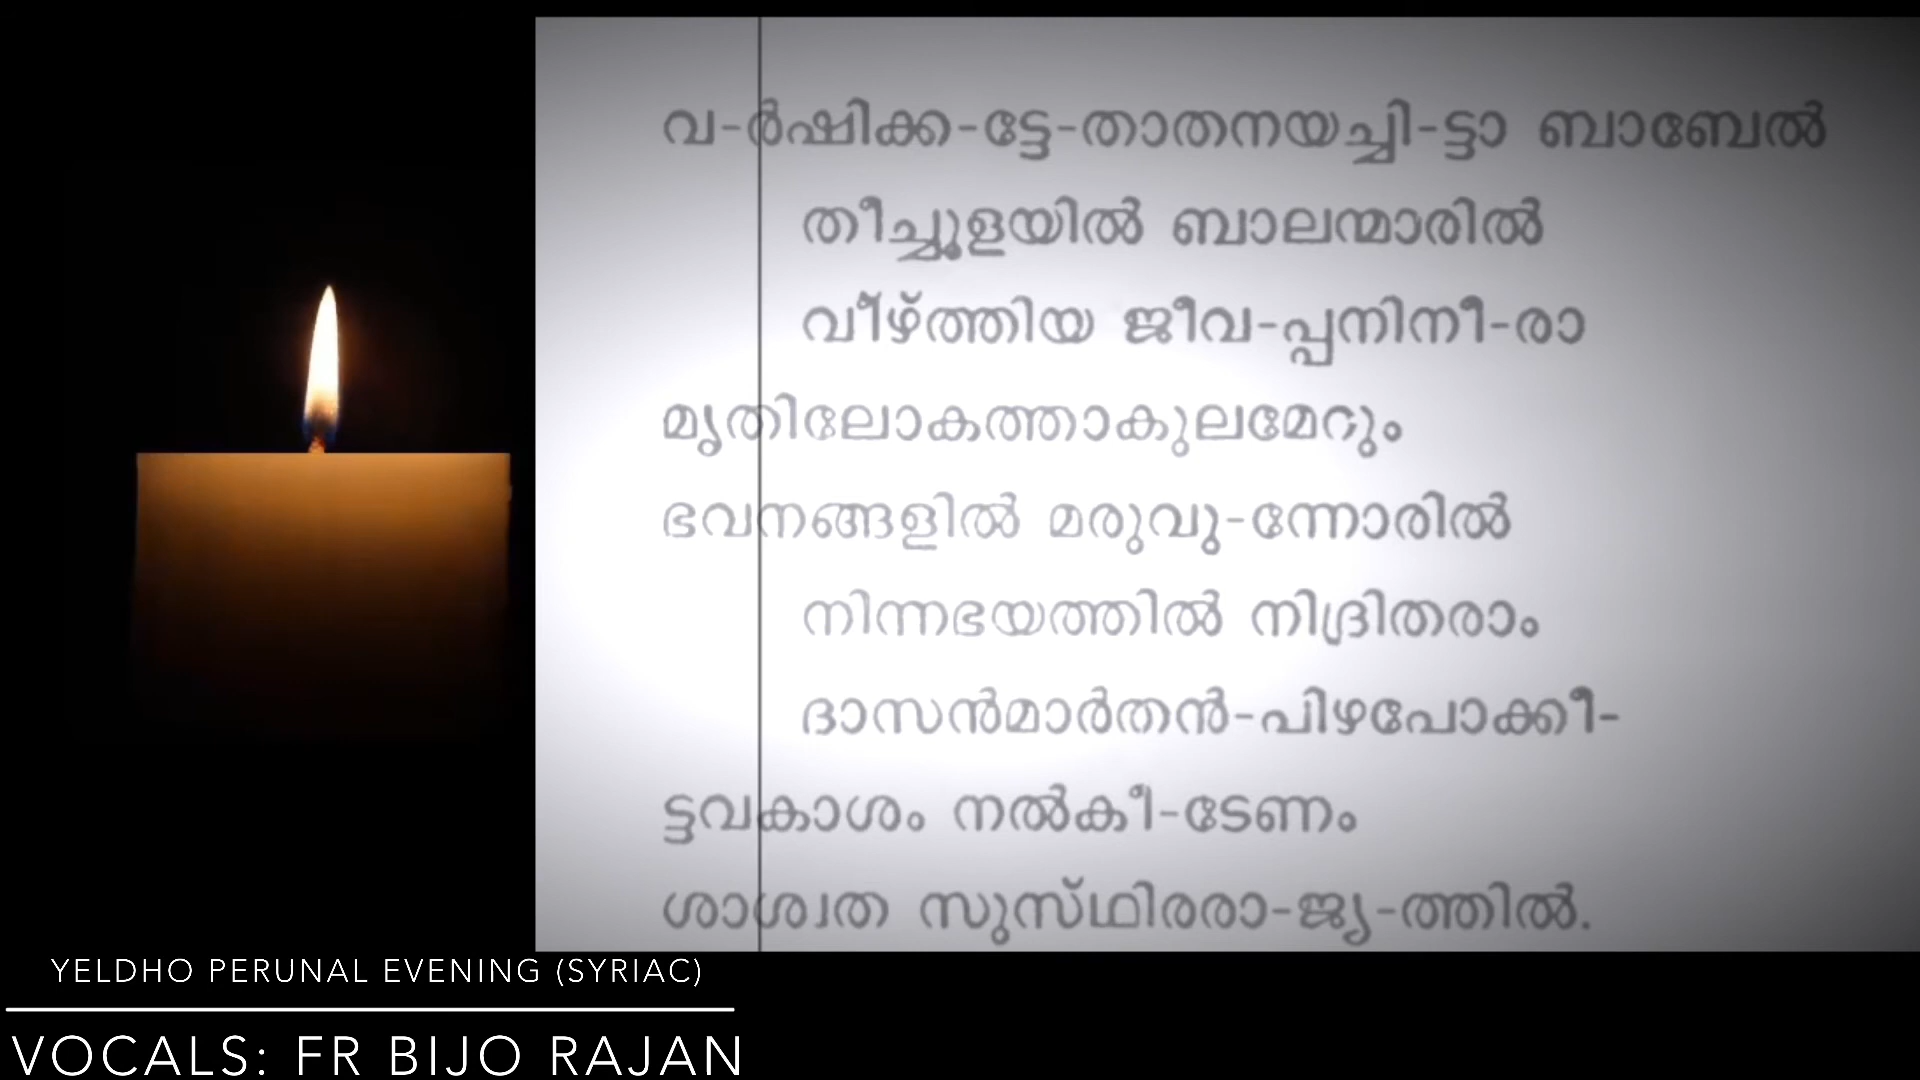 വ-ർഷിക്ക-ട്ടേ-താതനയച്ചി-ട്ടാ ബാബേൽ
തീച്ചൂളയിൽ ബാലന്മാരിൽ
വീഴ്ത്തിയ ജീവ-പ്പനിനീ-രാ
മൃതിലോകത്താകുലമേറും
ഭവനങ്ങളിൽ മരുവു-ന്നോരിൽ
നിന്നഭയത്തിൽ നിദ്രിതരാം
ദാസൻമാർതൻ-പിഴപോക്കീ-
ട്ടവകാശം നൽകീ-ടേണം
ശാശ്വത സുസ്ഥിരരാ-ജ്യ-ത്തിൽ.
YELDHO PERUNAL EVENING (SYRIAC)
VOCALS: FR BIJO RAJAN